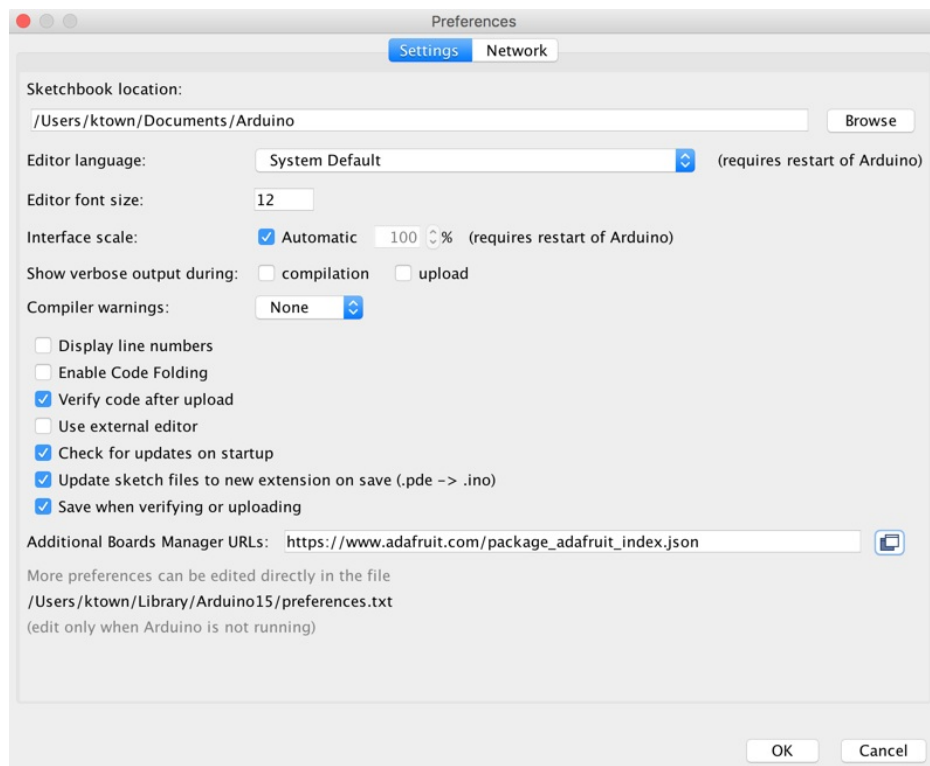 Preferences
Settings Network
Sketchbook location:
/Users/ktown/Documents/Arduino Browse
Editor language: System Default (requires restart of Arduino)
Editor font size: 12
Interface scale: Automatic 100 % (requires restart of Arduino)
Show verbose output during: compilation upload
Compiler warnings: None
Display line numbers
Enable Code Folding
Verify code after upload
Use external editor
Check for updates on startup
Update sketch files to new extension on save (.pde -> .ino)
Save when verifying or uploading
Additional Boards Manager URLs: https://www.adafruit.com/package_adafruit_index.json
More preferences can be edited directly in the file
/Users/ktown/Library/Arduino15/preferences.txt
(edit only when Arduino is not running)
OK Cancel